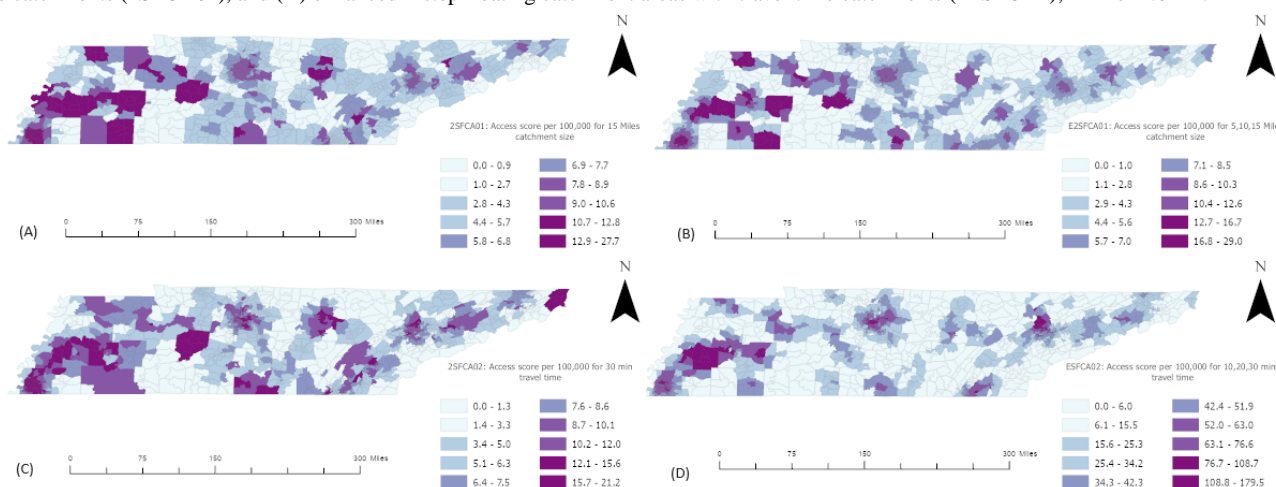 catchments and (D) enhanced 2-step floating catchment areas with travel time catchments
N
2SFCA01: Access score per 100,000 for 15 Miles
catchment size
0.0 - 0.9
1.0 - 2.7
2.8 - 4.3
4.4 - 5.7
5.8 - 6.8
6.9 - 7.7
7.8 - 8.9
9.0 - 10.6
10.7 - 12.8
12.9 - 27.7
0 75 150 300 Miles
(A)
N
E2SFCA01: Access score per 100,000 for 5,10,15 Mile
catchment size
0.0 - 1.0
1.1 - 2.8
2.9 - 4.3
4.4 - 5.6
5.7 - 7.0
7.1 - 8.5
8.6 - 10.3
10.4 - 12.6
12.7 - 16.7
16.8 - 29.0
0 75 150 300 Miles
(B)
N
2SFCA02: Access score per 100,000 for 30 min
travel time
0.0 - 1.3
1.4 - 3.3
3.4 - 5.0
5.1 - 6.3
6.4 - 7.5
7.6 - 8.6
8.7 - 10.1
10.2 - 12.0
12.1 - 15.6
15.7 - 21.2
0 75 150 300 Miles
(C)
N
ESFCA02: Access score per 100,000 for 10,20,30 min
travel time
0.0 - 6.0
6.1 - 15.5
15.6 - 25.3
25.4 - 34.2
34.3 - 42.3
42.4 - 51.9
52.0 - 63.0
63.1 - 76.6
76.7 - 108.7
108.8 - 179.5
0 75 150 300 Miles
(D)